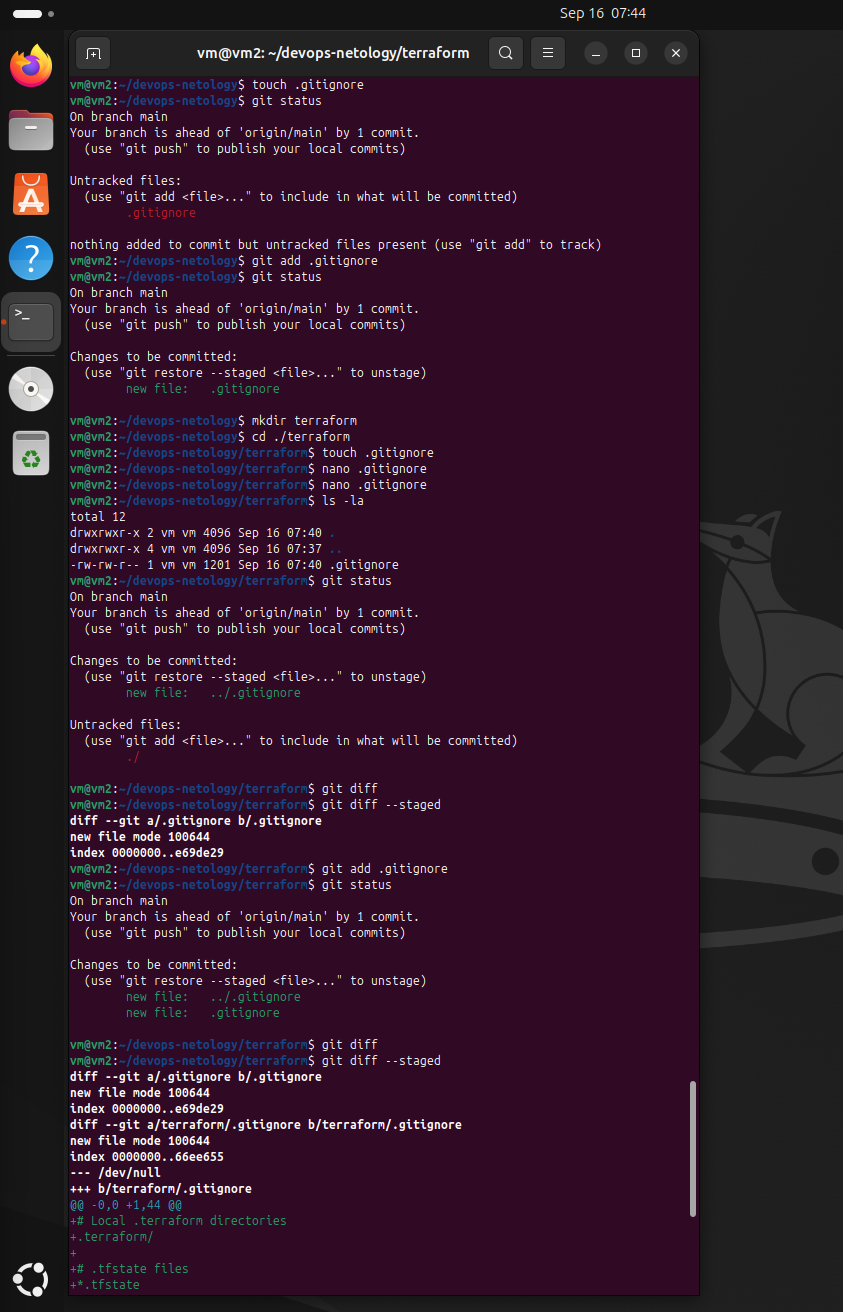 Sep 16 07:44
vm@vm2: ~/devops-netology/terraform
vm@vm2:~/devops-netology$ touch .gitignore
vm@vm2:~/devops-netology$ git status
On branch main
Your branch is ahead of 'origin/main' by 1 commit.
  (use "git push" to publish your local commits)

Untracked files:
  (use "git add <file>..." to include in what will be committed)
        .gitignore

nothing added to commit but untracked files present (use "git add" to track)
vm@vm2:~/devops-netology$ git add .gitignore
vm@vm2:~/devops-netology$ git status
On branch main
Your branch is ahead of 'origin/main' by 1 commit.
  (use "git push" to publish your local commits)

Changes to be committed:
  (use "git restore --staged <file>..." to unstage)
        new file:   .gitignore

vm@vm2:~/devops-netology$ mkdir terraform
vm@vm2:~/devops-netology$ cd ./terraform
vm@vm2:~/devops-netology/terraform$ touch .gitignore
vm@vm2:~/devops-netology/terraform$ nano .gitignore
vm@vm2:~/devops-netology/terraform$ nano .gitignore
vm@vm2:~/devops-netology/terraform$ ls -la
total 12
drwxrwxr-x 2 vm vm 4096 Sep 16 07:40 .
drwxrwxr-x 4 vm vm 4096 Sep 16 07:37 ..
-rw-rw-r-- 1 vm vm 1201 Sep 16 07:40 .gitignore
vm@vm2:~/devops-netology/terraform$ git status
On branch main
Your branch is ahead of 'origin/main' by 1 commit.
  (use "git push" to publish your local commits)

Changes to be committed:
  (use "git restore --staged <file>..." to unstage)
        new file:   ../.gitignore

Untracked files:
  (use "git add <file>..." to include in what will be committed)
        ./

vm@vm2:~/devops-netology/terraform$ git diff
vm@vm2:~/devops-netology/terraform$ git diff --staged
diff --git a/.gitignore b/.gitignore
new file mode 100644
index 0000000..e69de29
vm@vm2:~/devops-netology/terraform$ git add .gitignore
vm@vm2:~/devops-netology/terraform$ git status
On branch main
Your branch is ahead of 'origin/main' by 1 commit.
  (use "git push" to publish your local commits)

Changes to be committed:
  (use "git restore --staged <file>..." to unstage)
        new file:   ../.gitignore
        new file:   .gitignore

vm@vm2:~/devops-netology/terraform$ git diff
vm@vm2:~/devops-netology/terraform$ git diff --staged
diff --git a/.gitignore b/.gitignore
new file mode 100644
index 0000000..e69de29
diff --git a/terraform/.gitignore b/terraform/.gitignore
new file mode 100644
index 0000000..66ee655
--- /dev/null
+++ b/terraform/.gitignore
@@ -0,0 +1,44 @@
+# Local .terraform directories
+.terraform/
+
+# .tfstate files
+*.tfstate